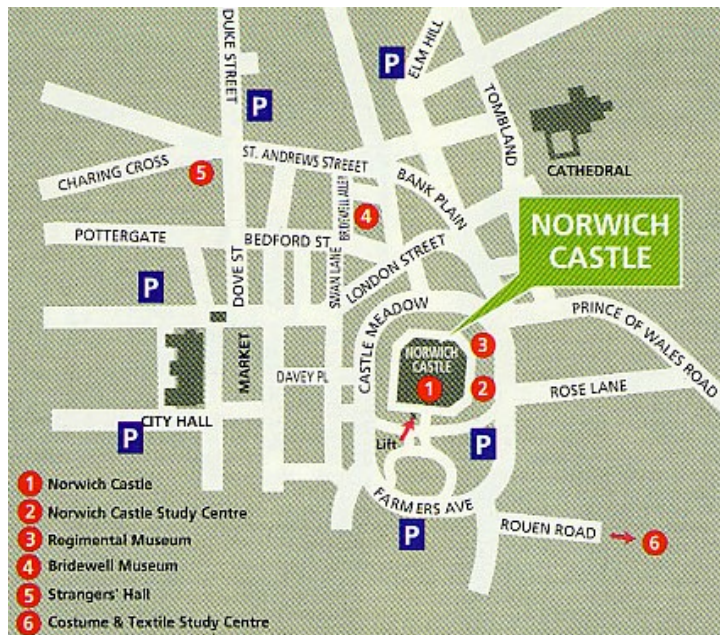 DUKE STREET
P
P
ELM HILL
TOMBLAND
CATHEDRAL
ST. ANDREWS STREEET
CHARING CROSS
5
BRIDEWELL ALLEY
4
BANK PLAIN
NORWICH
CASTLE
POTTERGATE
BEDFORD ST.
DOVE ST
SWAN LANE
LONDON STREET
P
CASTLE MEADOW
PRINCE OF WALES ROAD
NORWICH
CASTLE
1
3
2
MARKET
DAVEY PL
ROSE LANE
CITY HALL
P
Lift
P
FARMERS AVE
P
ROUEN ROAD
6
1 Norwich Castle
2 Norwich Castle Study Centre
3 Regimental Museum
4 Bridewell Museum
5 Strangers' Hall
6 Costume & Textile Study Centre